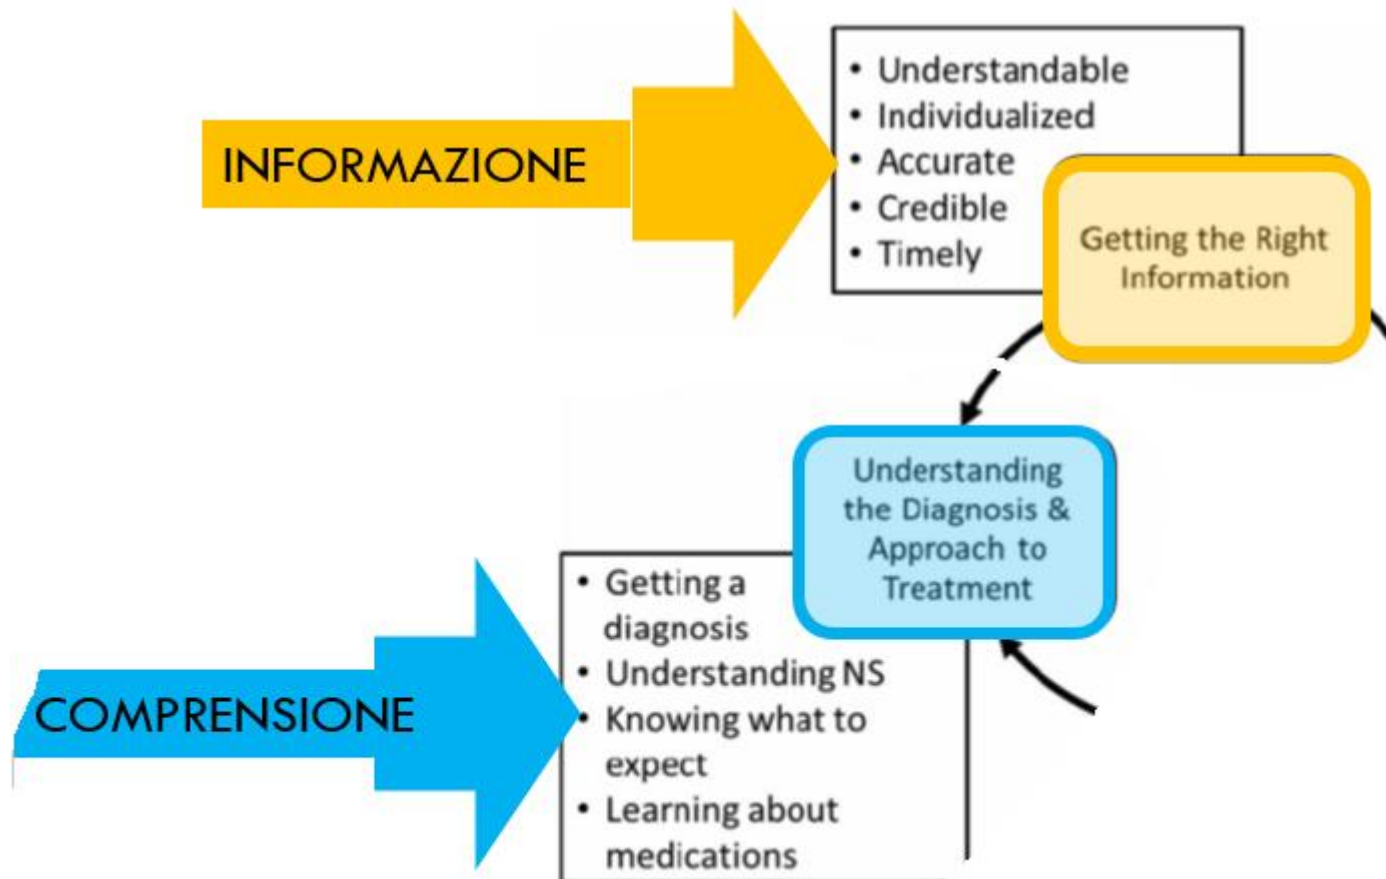 INFORMAZIONE
• Understandable
• Individualized
• Accurate
• Credible
• Timely
Getting the Right
Information
Understanding
the Diagnosis &
Approach to
Treatment
COMPRENSIONE
• Getting a
diagnosis
• Understanding NS
• Knowing what to
expect
• Learning about
medications